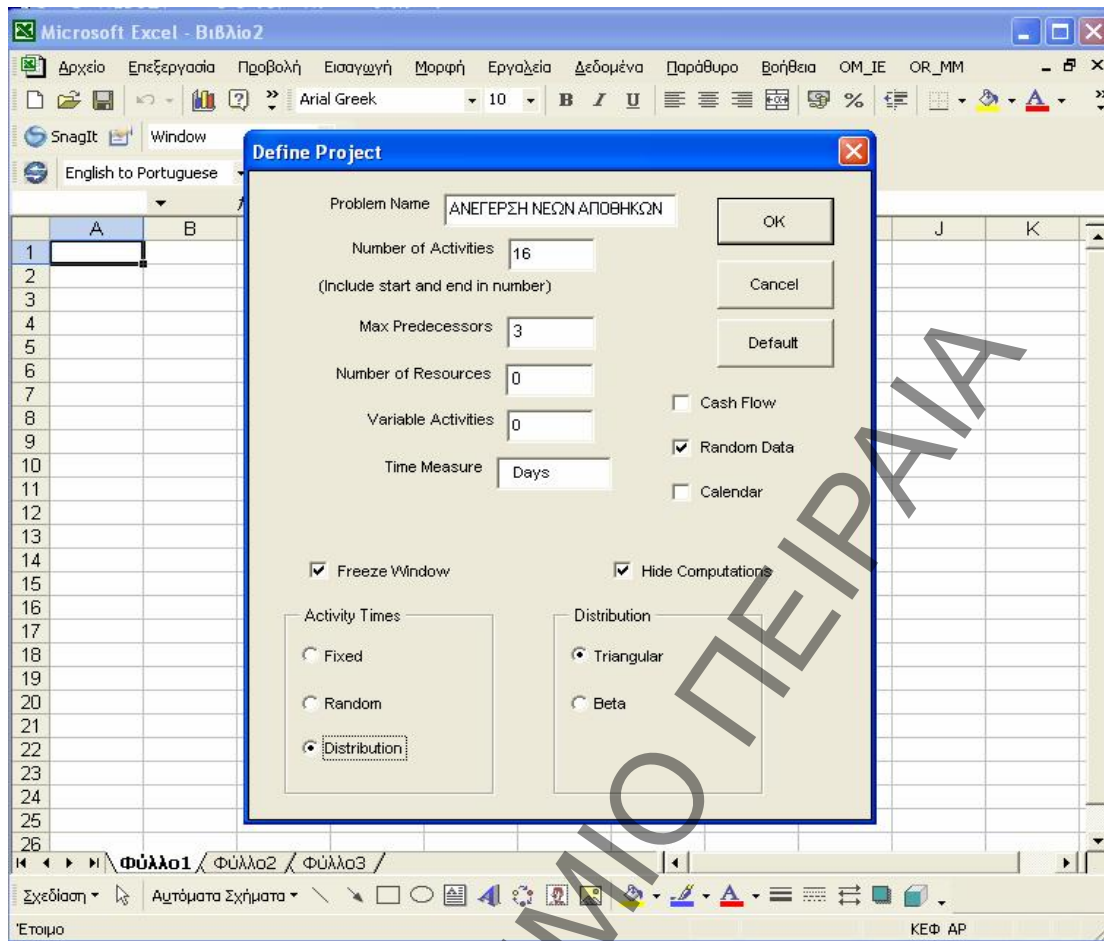 Microsoft Excel - Βιβλίο2
Αρχείο Επεξεργασία Προβολή Εισαγωγή Μορφή Εργαλεία Δεδομένα Παράθυρο Βοήθεια OM_IE OR_MM
Arial Greek 10 B I U
SnagIt Window
English to Portuguese
Define Project
Problem Name ΑΝΕΓΕΡΣΗ ΝΕΩΝ ΑΠΟΘΗΚΩΝ
OK
Number of Activities 16
(Include start and end in number)
Cancel
Max Predecessors 3
Default
Number of Resources 0
Cash Flow
Variable Activities 0
Random Data
Time Measure Days
Calendar
Freeze Window
Hide Computations
Activity Times
Distribution
Fixed
Triangular
Random
Beta
Distribution
A B J K
1
2
3
4
5
6
7
8
9
10
11
12
13
14
15
16
17
18
19
20
21
22
23
24
25
26
Φύλλο1 Φύλλο2 Φύλλο3
Σχεδίαση Αυτόματα Σχήματα
Έτοιμο
ΚΕΦ ΑΡ
ΜΙΟ ΠΕΙΡΑΙΑ